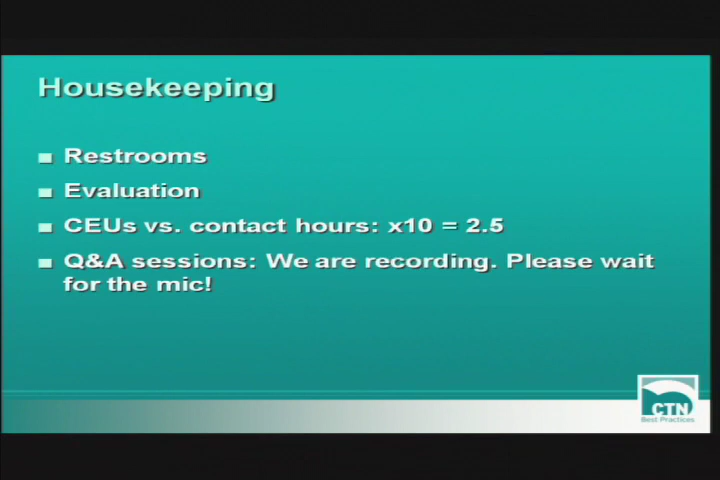 Housekeeping
Restrooms
Evaluation
CEUs vs. contact hours: x10 = 2.5
Q&A sessions: We are recording. Please wait
for the mic!
CTN
Best Practices